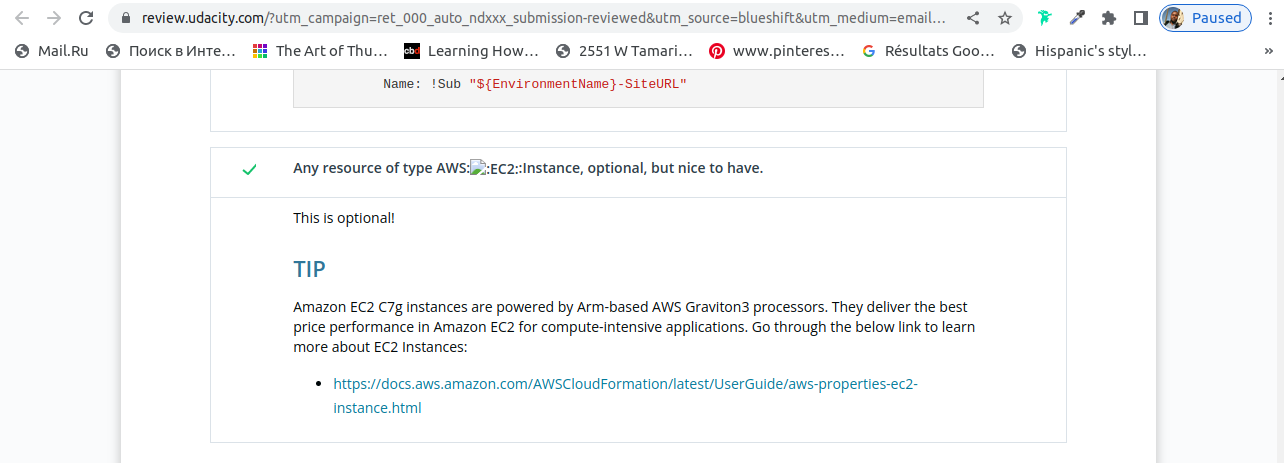 review.udacity.com/?utm_campaign=ret_000_auto_ndxxx_submission-reviewed&utm_source=blueshift&utm_medium=email...
Paused
Mail.Ru Поиск в Инте... The Art of Thu... cbd Learning How... 2551 W Tamari... www.pinteres... Résultats Goo... Hispanic's styl... »
Name: !Sub "${EnvironmentName}-SiteURL"
Any resource of type AWS::EC2::Instance, optional, but nice to have.
This is optional!
TIP
Amazon EC2 C7g instances are powered by Arm-based AWS Graviton3 processors. They deliver the best
price performance in Amazon EC2 for compute-intensive applications. Go through the below link to learn
more about EC2 Instances:
• https://docs.aws.amazon.com/AWSCloudFormation/latest/UserGuide/aws-properties-ec2-
instance.html